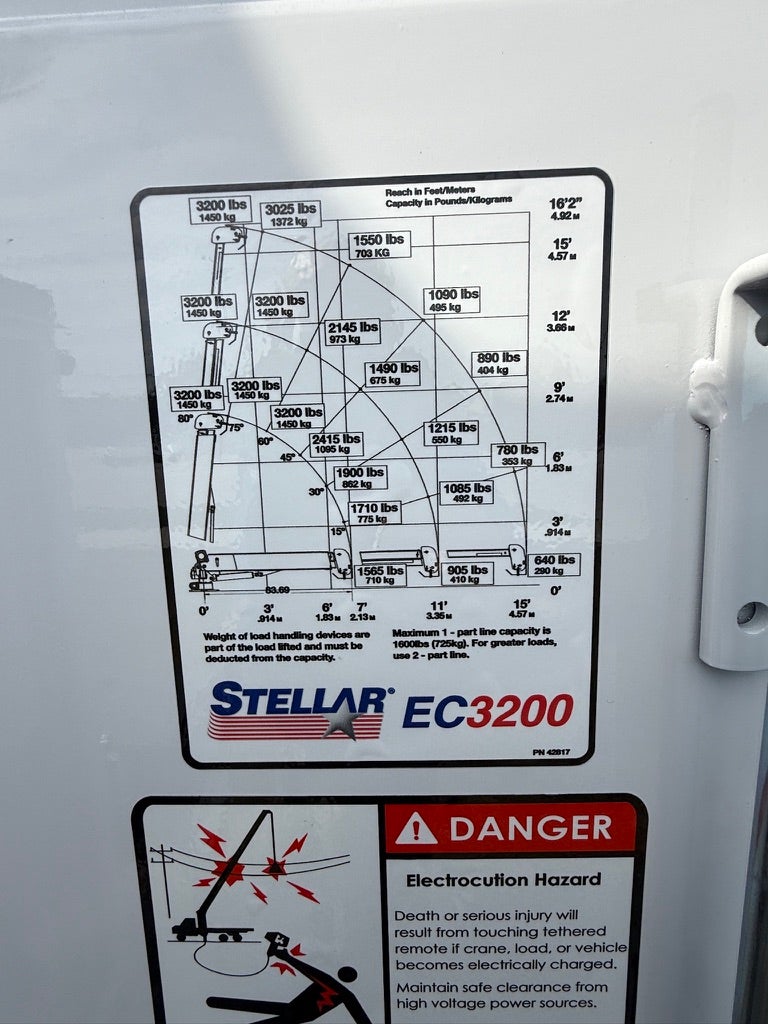 Reach in Feet/Meters
Capacity in Pounds/Kilograms
3200 lbs
1450 kg
3025 lbs
1372 kg
16'2"
4.92 M
1550 lbs
703 KG
15'
4.57 M
3200 lbs
1450 kg
3200 lbs
1450 kg
1090 lbs
495 kg
2145 lbs
973 kg
12'
3.66 M
1490 lbs
675 kg
890 lbs
404 kg
3200 lbs
1450 kg
3200 lbs
1450 kg
9'
2.74 M
80°
75°
3200 lbs
1450 kg
60°
2415 lbs
1095 kg
1215 lbs
550 kg
45°
780 lbs
353 kg
6'
1.83 M
1900 lbs
862 kg
30°
1085 lbs
492 kg
1710 lbs
775 kg
15°
3'
.914 M
1565 lbs
710 kg
905 lbs
410 kg
640 lbs
290 kg
0'
83.69
0'
3'
.914 M
6'
1.83 M
7'
2.13 M
11'
3.35 M
15'
4.57 M
Weight of load handling devices are
part of the load lifted and must be
deducted from the capacity.
Maximum 1 - part line capacity is
1600lbs (725kg). For greater loads,
use 2 - part line.
STELLAR® EC3200
PN 42817
DANGER
Electrocution Hazard
Death or serious injury will
result from touching tethered
remote if crane, load, or vehicle
becomes electrically charged.
Maintain safe clearance from
high voltage power sources.